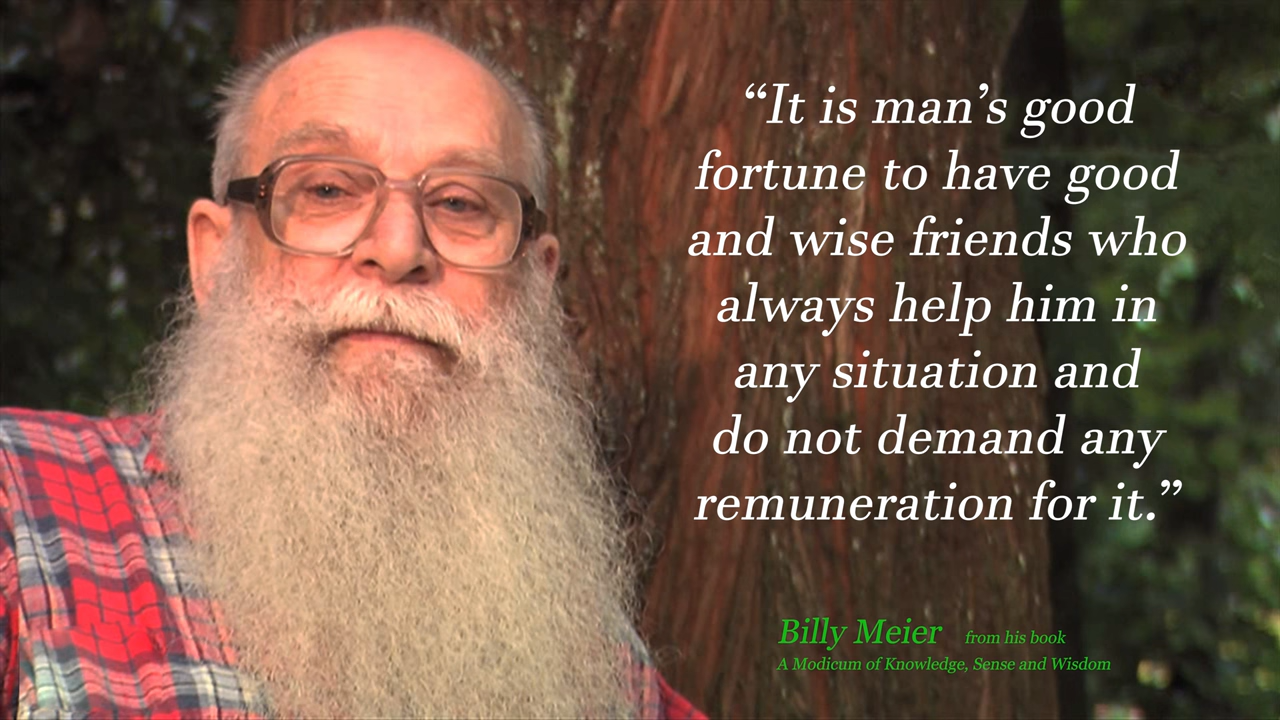 “It is man’s good
fortune to have good
and wise friends who
always help him in
any situation and
do not demand any
remuneration for it.”
Billy Meier from his book
A Modicum of Knowledge, Sense and Wisdom